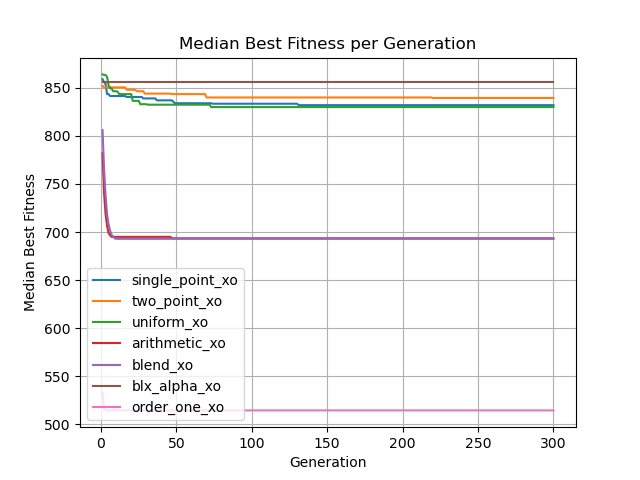 Median Best Fitness per Generation
Median Best Fitness
850
800
750
700
650
600
550
500
single_point_xo
two_point_xo
uniform_xo
arithmetic_xo
blend_xo
blx_alpha_xo
order_one_xo
0 50 100 150 200 250 300
Generation